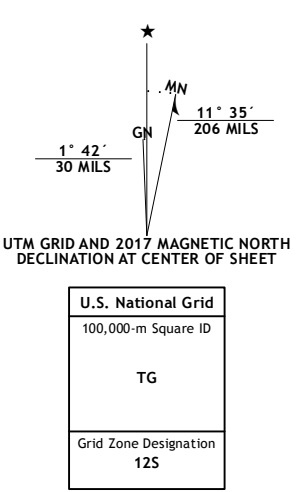 ★
MN
11° 35´
206 MILS
GN
1° 42´
30 MILS
UTM GRID AND 2017 MAGNETIC NORTH
DECLINATION AT CENTER OF SHEET
U.S. National Grid
100,000-m Square ID
TG
Grid Zone Designation
12S